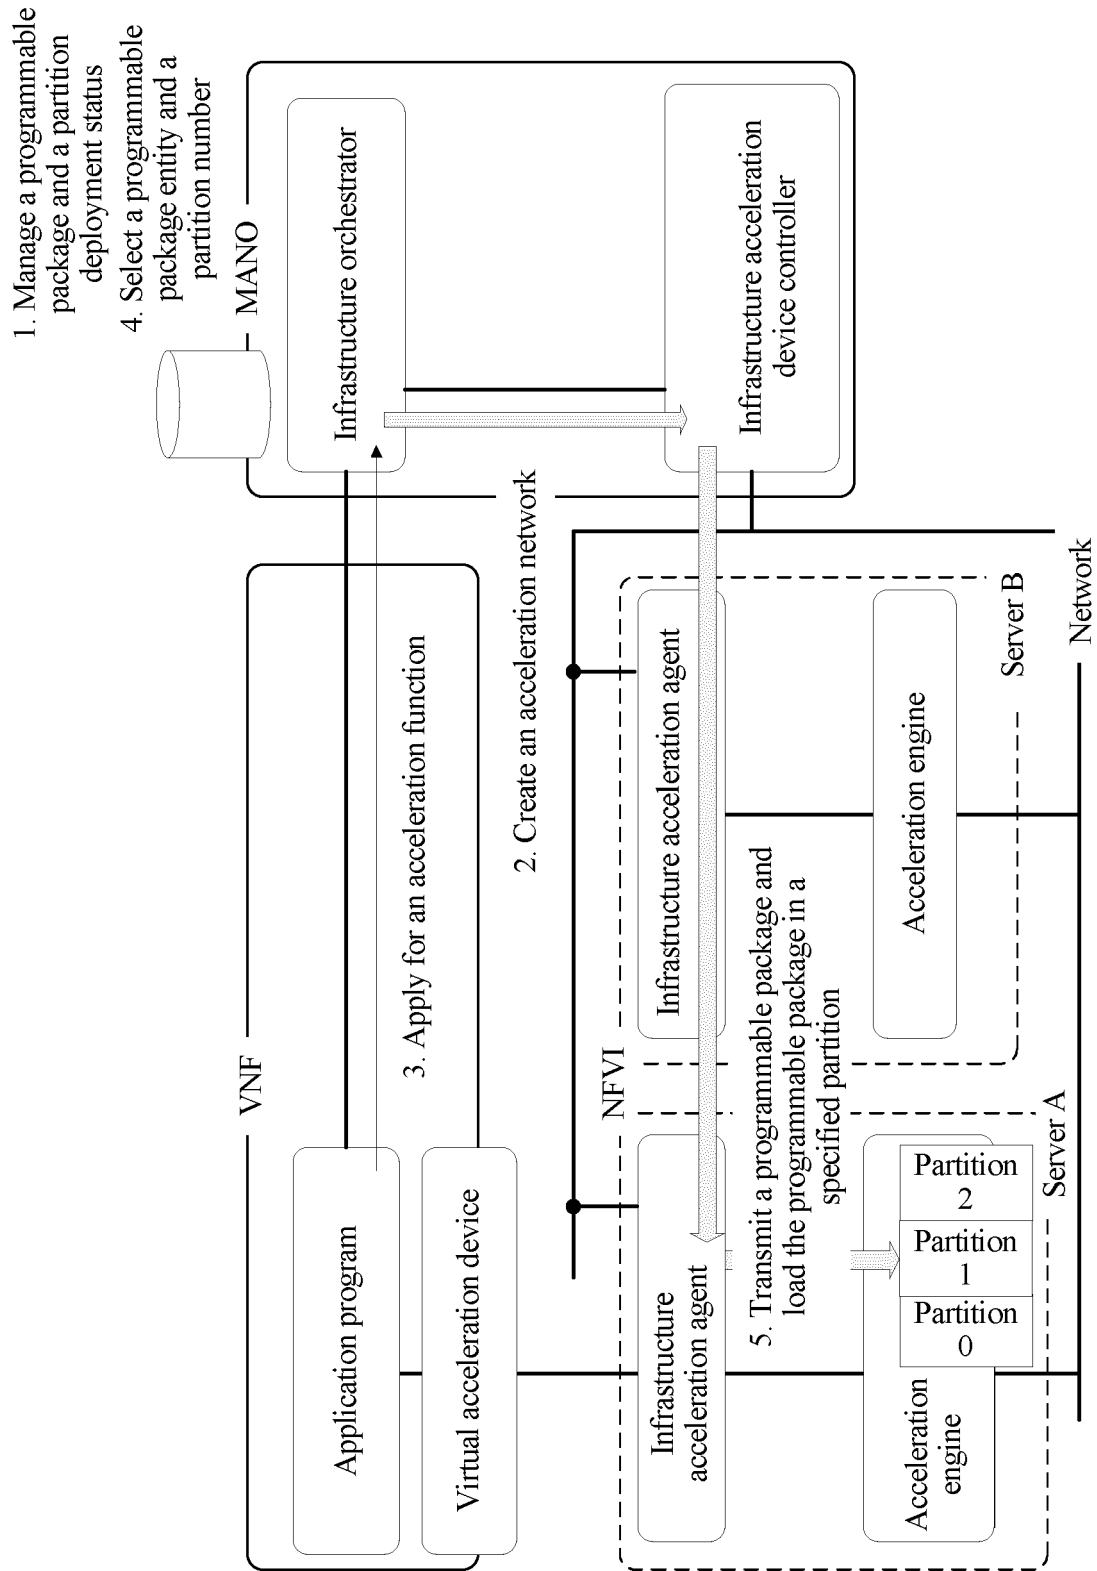 1. Manage a programmable
package and a partition
deployment status
4. Select a programmable
package entity and a
partition number
MANO
Infrastructure orchestrator
Infrastructure acceleration
device controller
VNF
Application program
Virtual acceleration device
3. Apply for an acceleration function
2. Create an acceleration network
NFVI
Infrastructure
acceleration agent
Infrastructure acceleration agent
5. Transmit a programmable package and
load the programmable package in a
specified partition
Acceleration
engine
Partition
0
Partition
1
Partition
2
Server A
Acceleration engine
Server B
Network